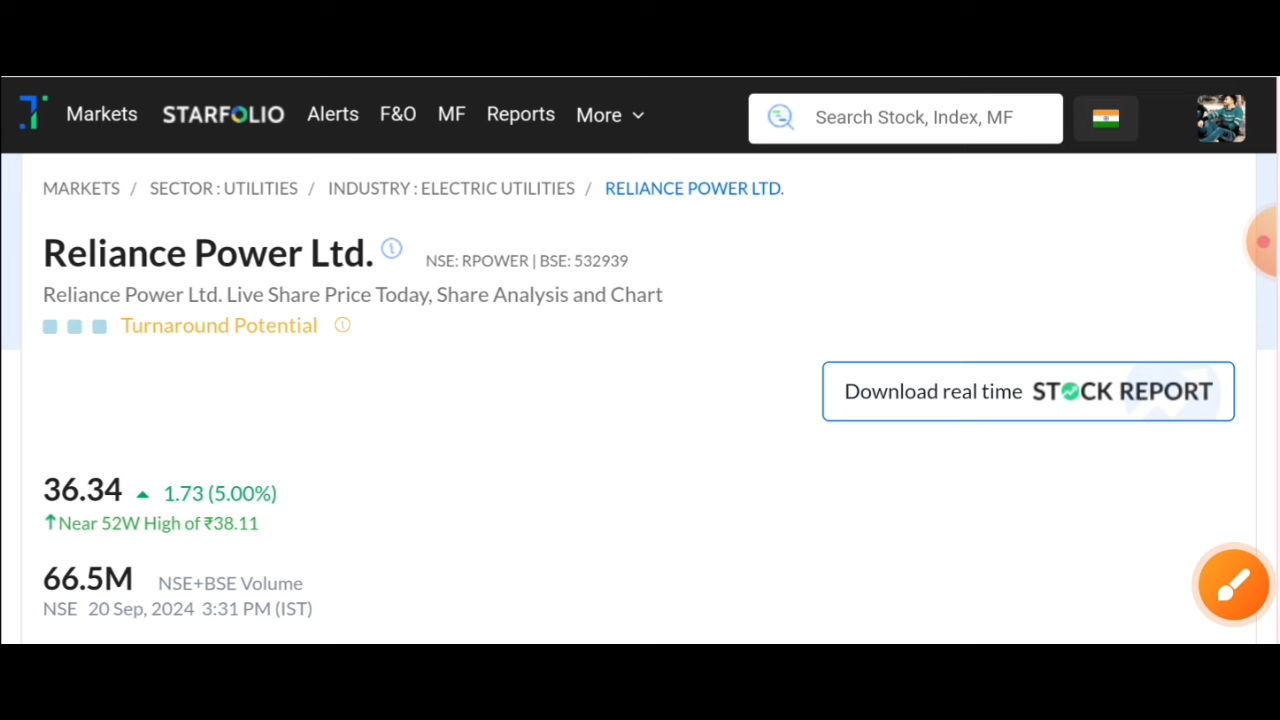 Markets STARFOLIO Alerts F&O MF Reports More Search Stock, Index, MF
MARKETS / SECTOR : UTILITIES / INDUSTRY : ELECTRIC UTILITIES / RELIANCE POWER LTD.
Reliance Power Ltd. NSE: RPOWER | BSE: 532939
Reliance Power Ltd. Live Share Price Today, Share Analysis and Chart
Turnaround Potential
Download real time STOCK REPORT
36.34 1.73 (5.00%)
Near 52W High of ₹38.11
66.5M NSE+BSE Volume
NSE 20 Sep, 2024 3:31 PM (IST)